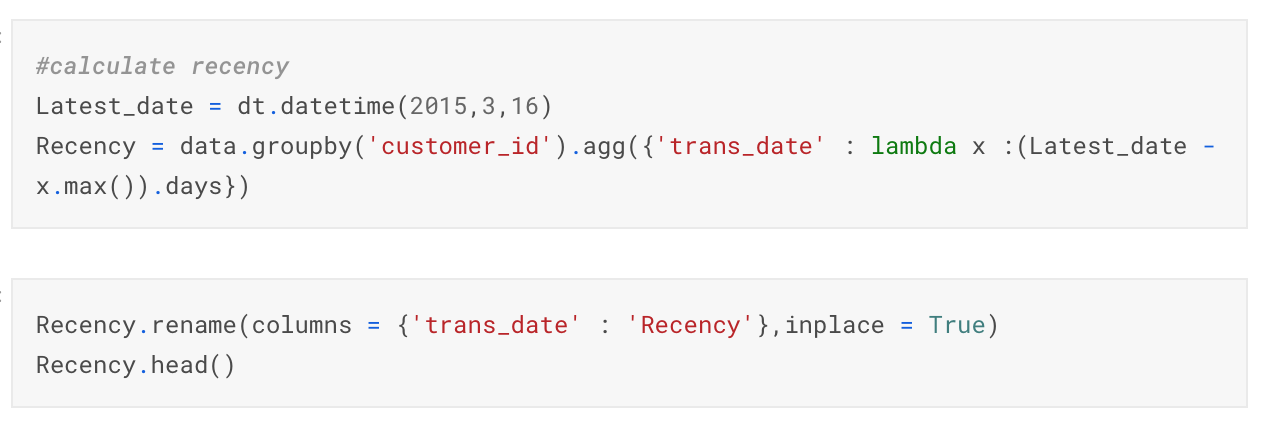 #calculate recency
Latest_date = dt.datetime(2015,3,16)
Recency = data.groupby('customer_id').agg({'trans_date' : lambda x :(Latest_date -
x.max()).days})
Recency.rename(columns = {'trans_date' : 'Recency'},inplace = True)
Recency.head()